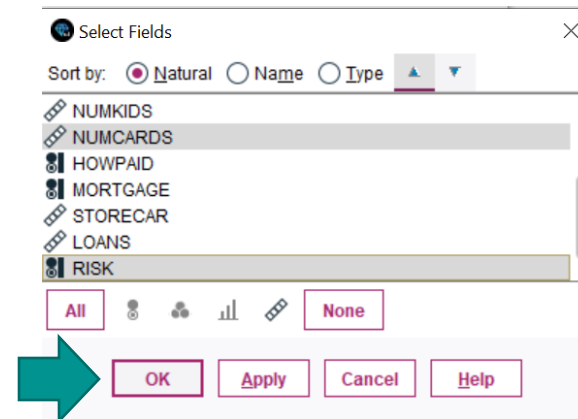 Select Fields
Sort by: Natural Name Type
NUMKIDS
NUMCARDS
HOWPAID
MORTGAGE
STORECAR
LOANS
RISK
All None
OK Apply Cancel Help